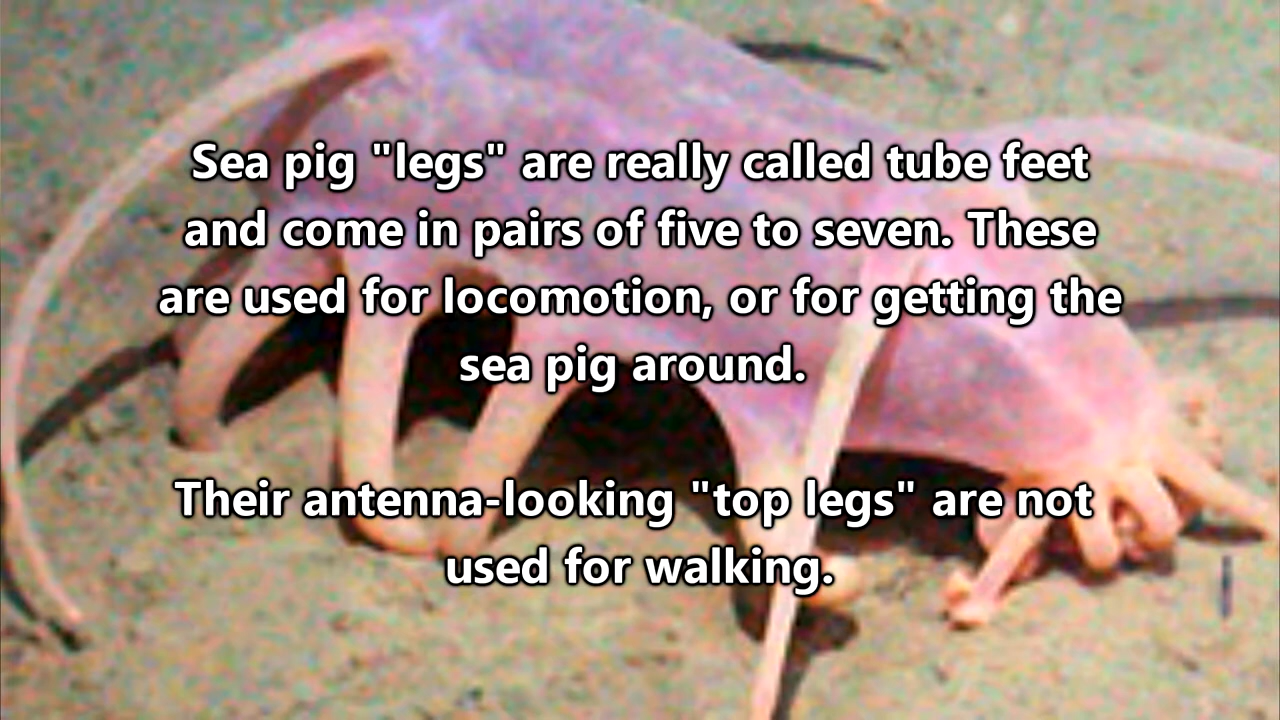 Sea pig "legs" are really called tube feet
and come in pairs of five to seven. These
are used for locomotion, or for getting the
sea pig around.
Their antenna-looking "top legs" are not
used for walking.